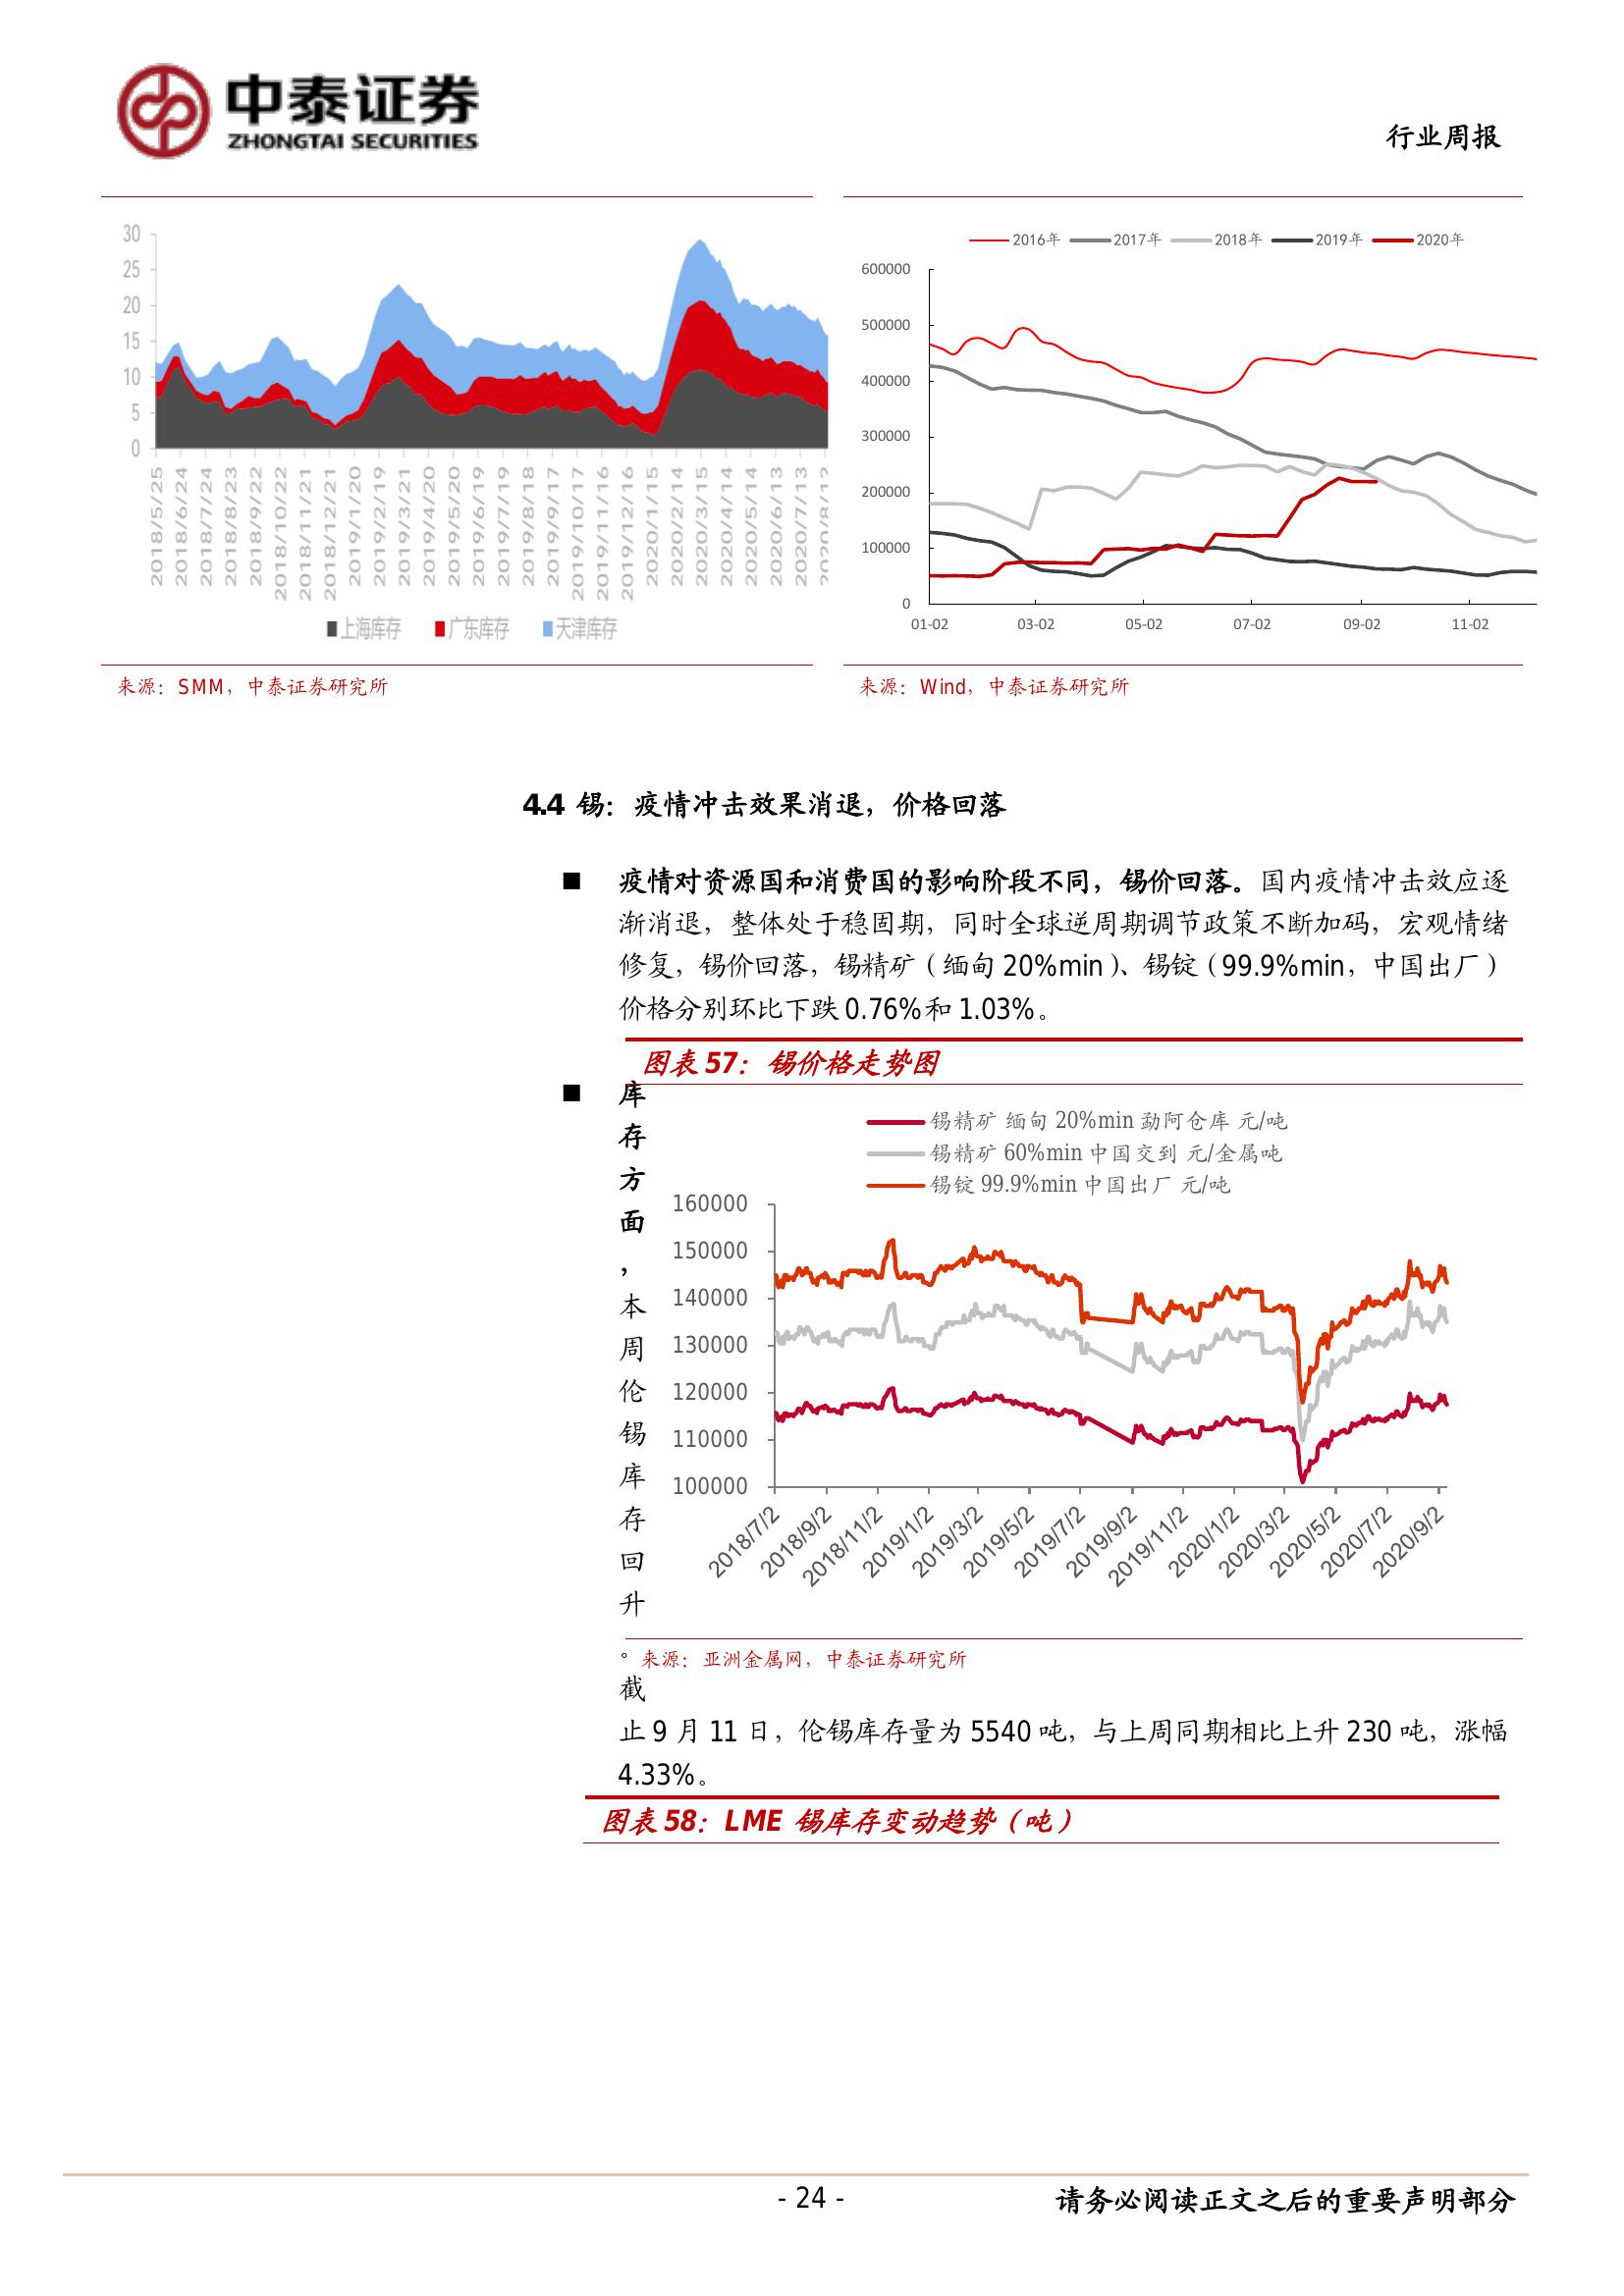 中泰证券
ZHONGTAI SECURITIES
行业周报
30
25
20
15
10
5
0
2018/5/25
2018/6/24
2018/7/24
2018/8/23
2018/9/22
2018/10/22
2018/11/21
2018/12/21
2019/1/20
2019/2/19
2019/3/21
2019/4/20
2019/5/20
2019/6/19
2019/7/19
2019/8/18
2019/9/17
2019/10/17
2019/11/16
2019/12/16
2020/1/15
2020/2/14
2020/3/15
2020/4/14
2020/5/14
2020/6/13
2020/7/13
2020/8/12
上海库存 广东库存 天津库存
2016年 2017年 2018年 2019年 2020年
600000
500000
400000
300000
200000
100000
0
01-02 03-02 05-02 07-02 09-02 11-02
来源：SMM，中泰证券研究所
来源：Wind，中泰证券研究所
4.4 锡：疫情冲击效果消退，价格回落
■ 疫情对资源国和消费国的影响阶段不同，锡价回落。国内疫情冲击效应逐
渐消退，整体处于稳固期，同时全球逆周期调节政策不断加码，宏观情绪
修复，锡价回落，锡精矿（缅甸 20%min）、锡锭（99.9%min，中国出厂）
价格分别环比下跌 0.76%和 1.03%。
图表 57：锡价格走势图
锡精矿 缅甸 20%min 勐阿仓库 元/吨
锡精矿 60%min 中国交到 元/金属吨
锡锭 99.9%min 中国出厂 元/吨
160000
150000
140000
130000
120000
110000
100000
2018/7/2
2018/9/2
2018/11/2
2019/1/2
2019/3/2
2019/5/2
2019/7/2
2019/9/2
2019/11/2
2020/1/2
2020/3/2
2020/5/2
2020/7/2
2020/9/2
来源：亚洲金属网，中泰证券研究所
■ 库
存
方
面
，
本
周
伦
锡
库
存
回
升
。
截
止 9 月 11 日，伦锡库存量为 5540 吨，与上周同期相比上升 230 吨，涨幅
4.33%。
图表 58：LME 锡库存变动趋势（吨）
- 24 -
请务必阅读正文之后的重要声明部分